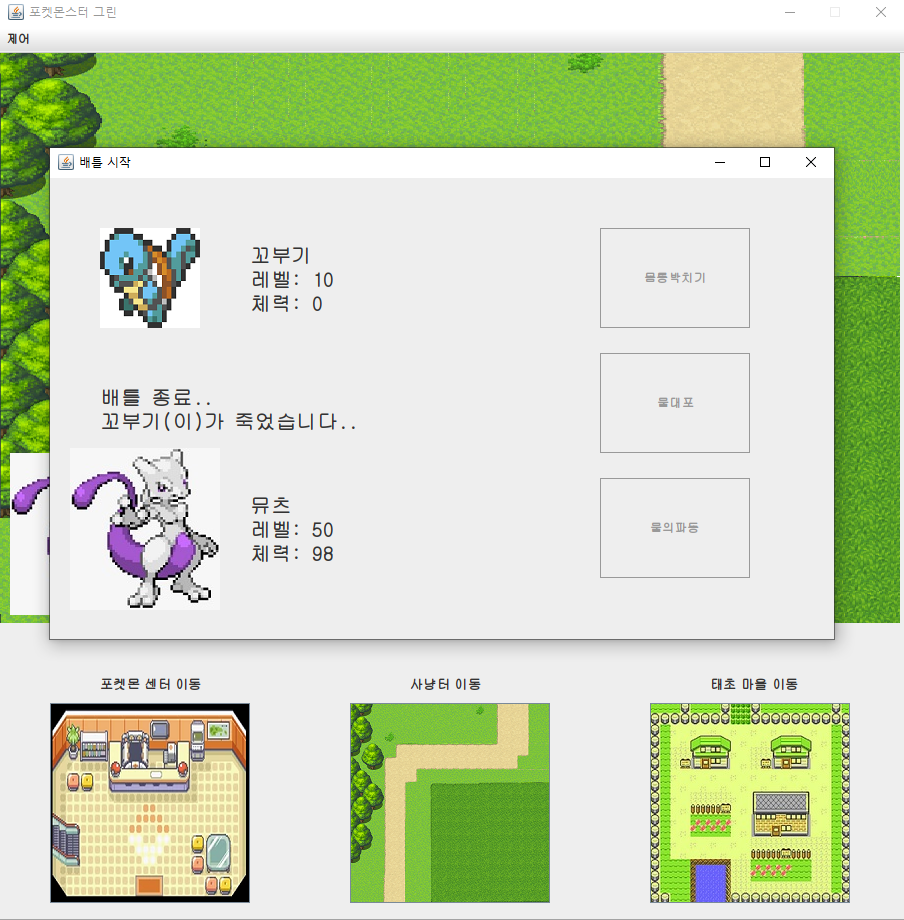 포켓몬스터 그린
제어
배틀 시작
꼬부기
레벨: 10
체력: 0
몸통박치기
물대포
배틀 종료..
꼬부기(이)가 죽었습니다..
뮤츠
레벨: 50
체력: 98
물의파동
포켓몬 센터 이동
사냥터 이동
태초 마을 이동